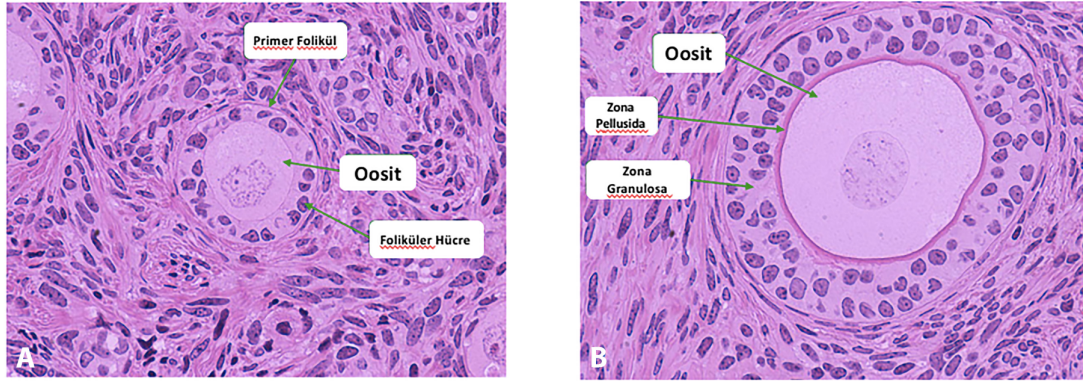 Primer Folikül
Oosit
Foliküler Hücre
A
Oosit
Zona
Pellusida
Zona
Granulosa
B